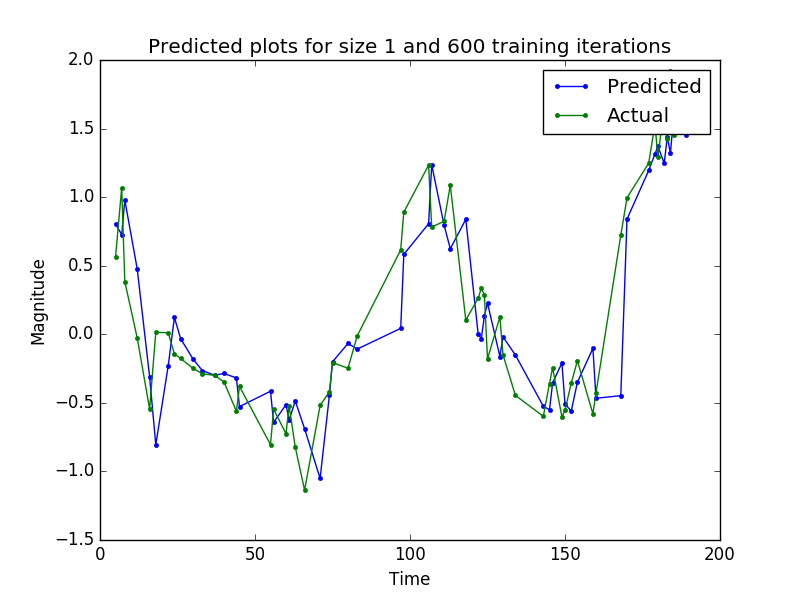 Predicted plots for size 1 and 600 training iterations
Predicted
Actual
2.0
1.5
1.0
0.5
0.0
−0.5
−1.0
−1.5
Magnitude
0 50 100 150 200
Time